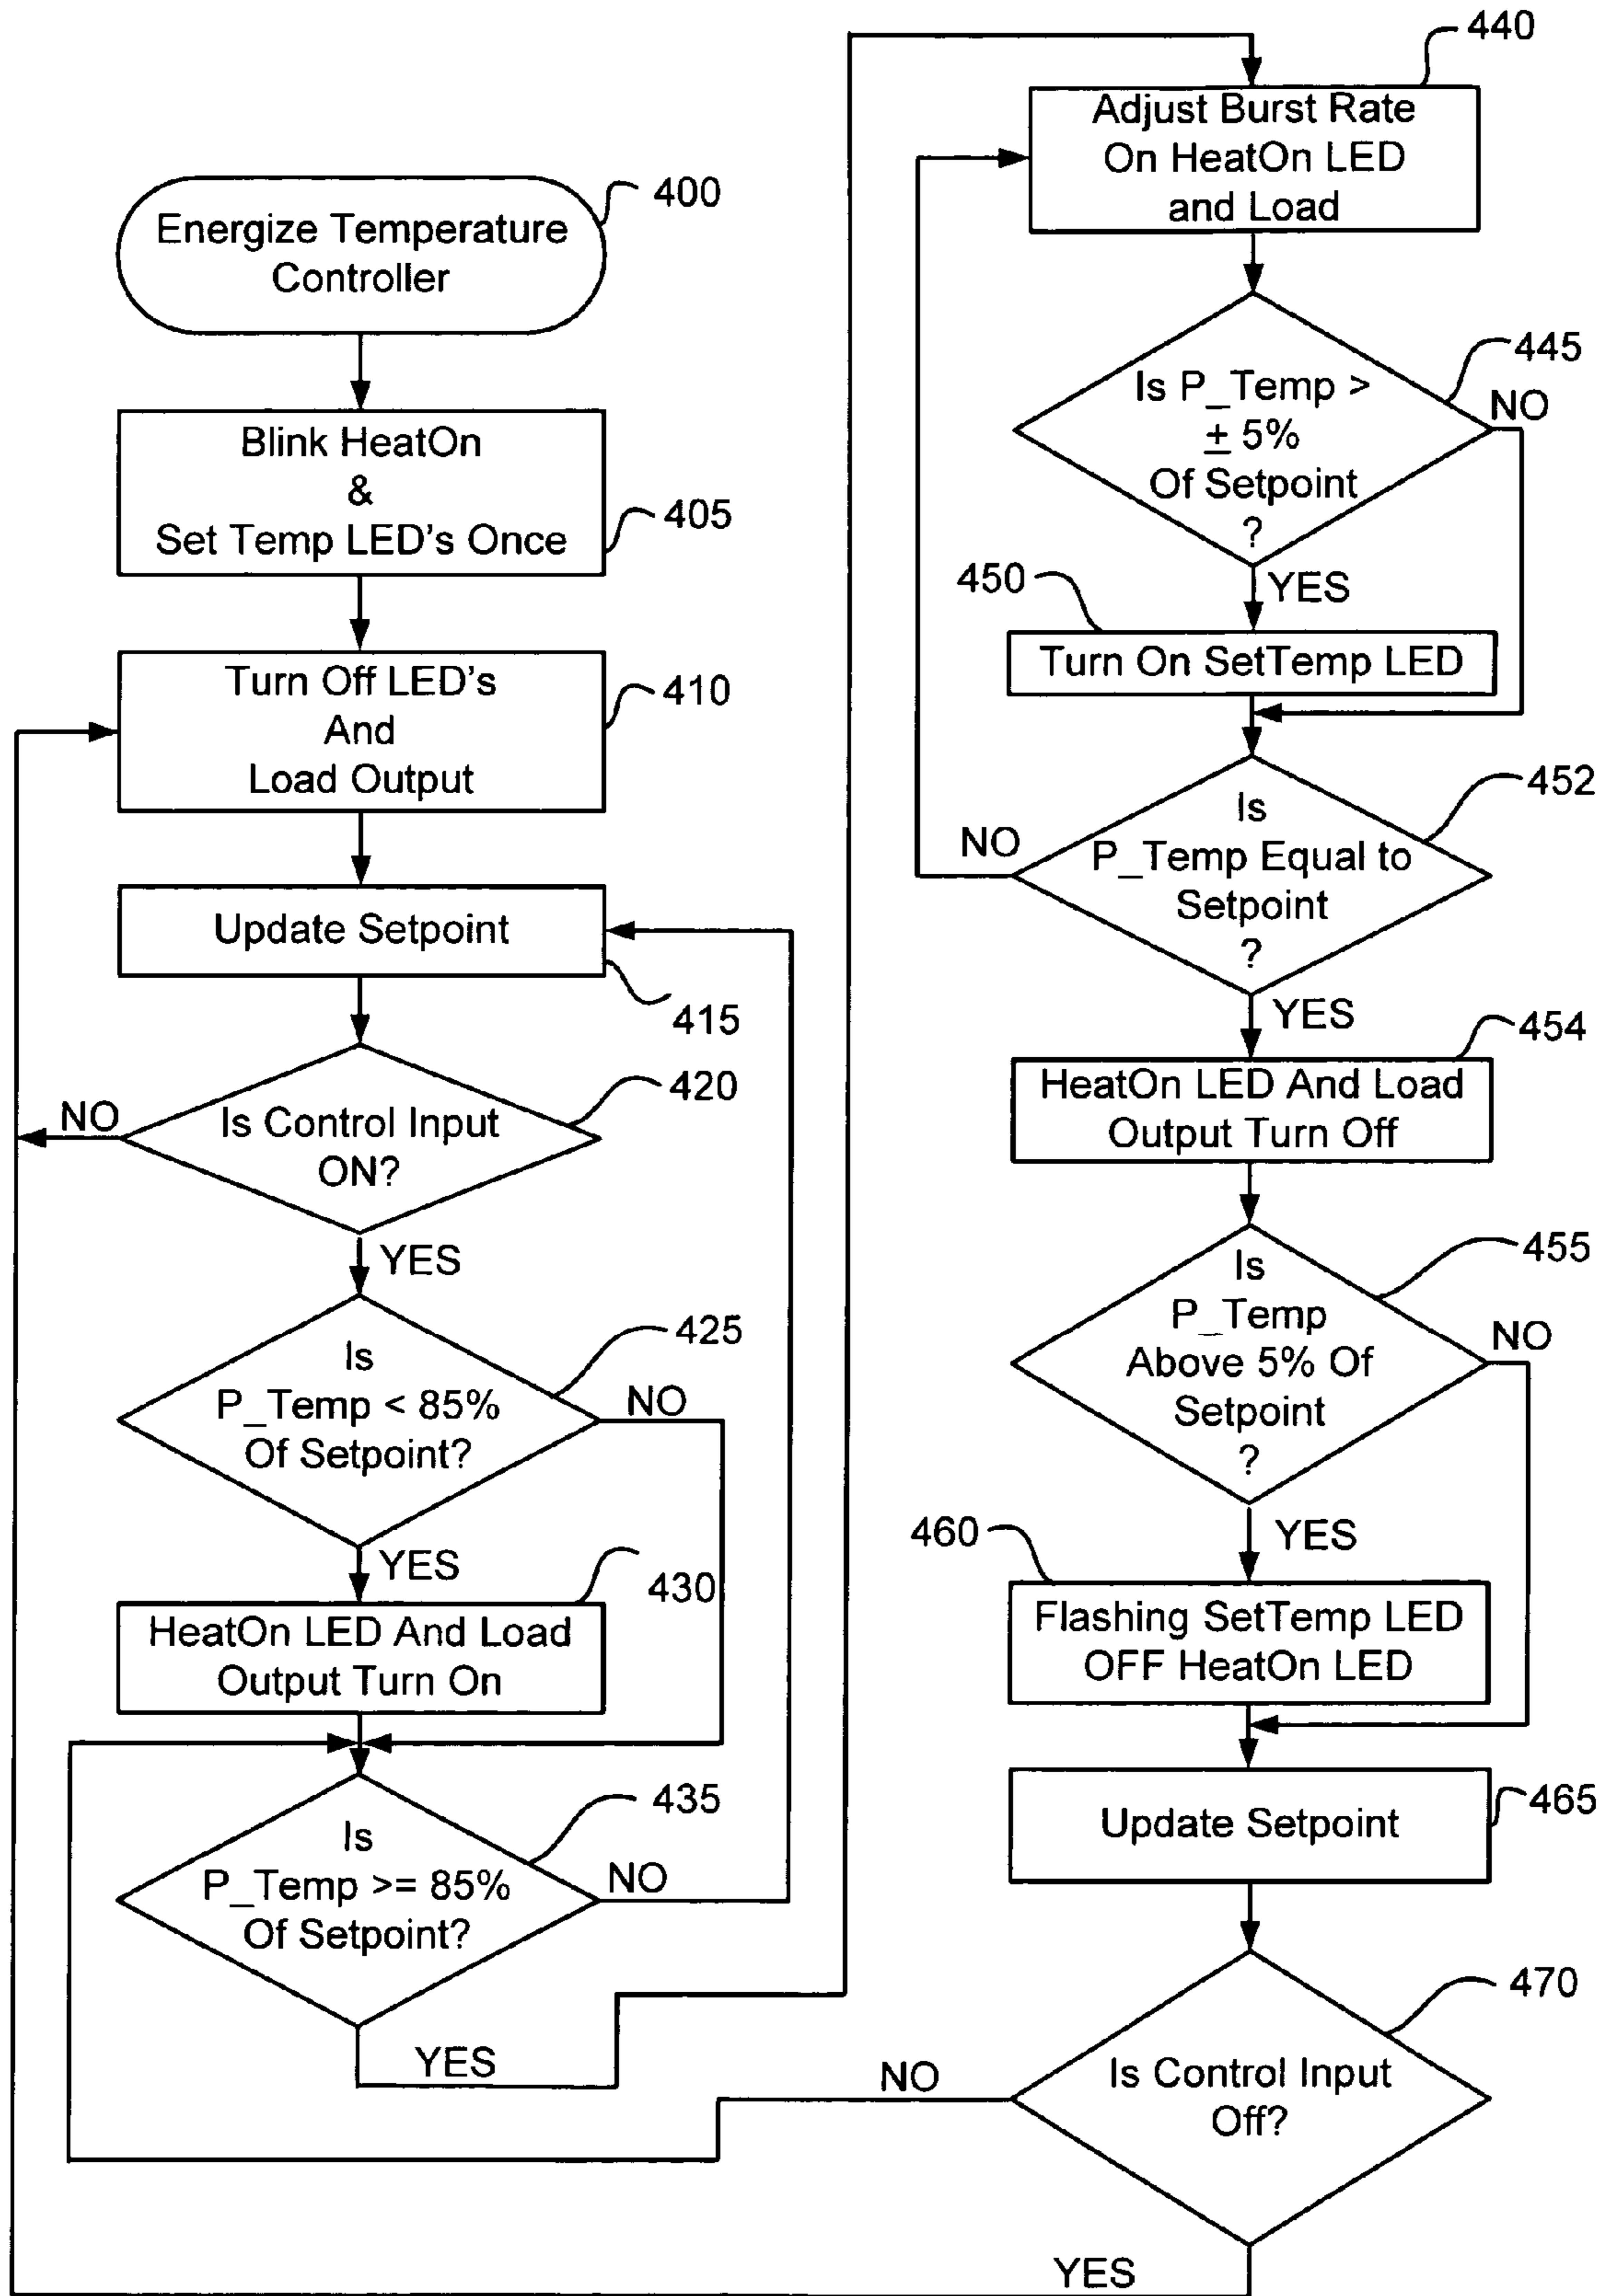 Energize Temperature
Controller
400
Blink HeatOn
&
Set Temp LED's Once
405
Turn Off LED's
And
Load Output
410
Update Setpoint
415
Is Control Input
ON?
420
NO
YES
Is
P_Temp < 85%
Of Setpoint?
425
NO
YES
HeatOn LED And Load
Output Turn On
430
Is
P_Temp >= 85%
Of Setpoint?
435
NO
YES
440
Adjust Burst Rate
On HeatOn LED
and Load
Is P_Temp >
± 5%
Of Setpoint
?
445
NO
YES
450
Turn On SetTemp LED
Is
P_Temp Equal to
Setpoint
?
452
NO
YES
454
HeatOn LED And Load
Output Turn Off
Is
P_Temp
Above 5% Of
Setpoint
?
455
NO
YES
460
Flashing SetTemp LED
OFF HeatOn LED
Update Setpoint
465
Is Control Input
Off?
470
NO
YES